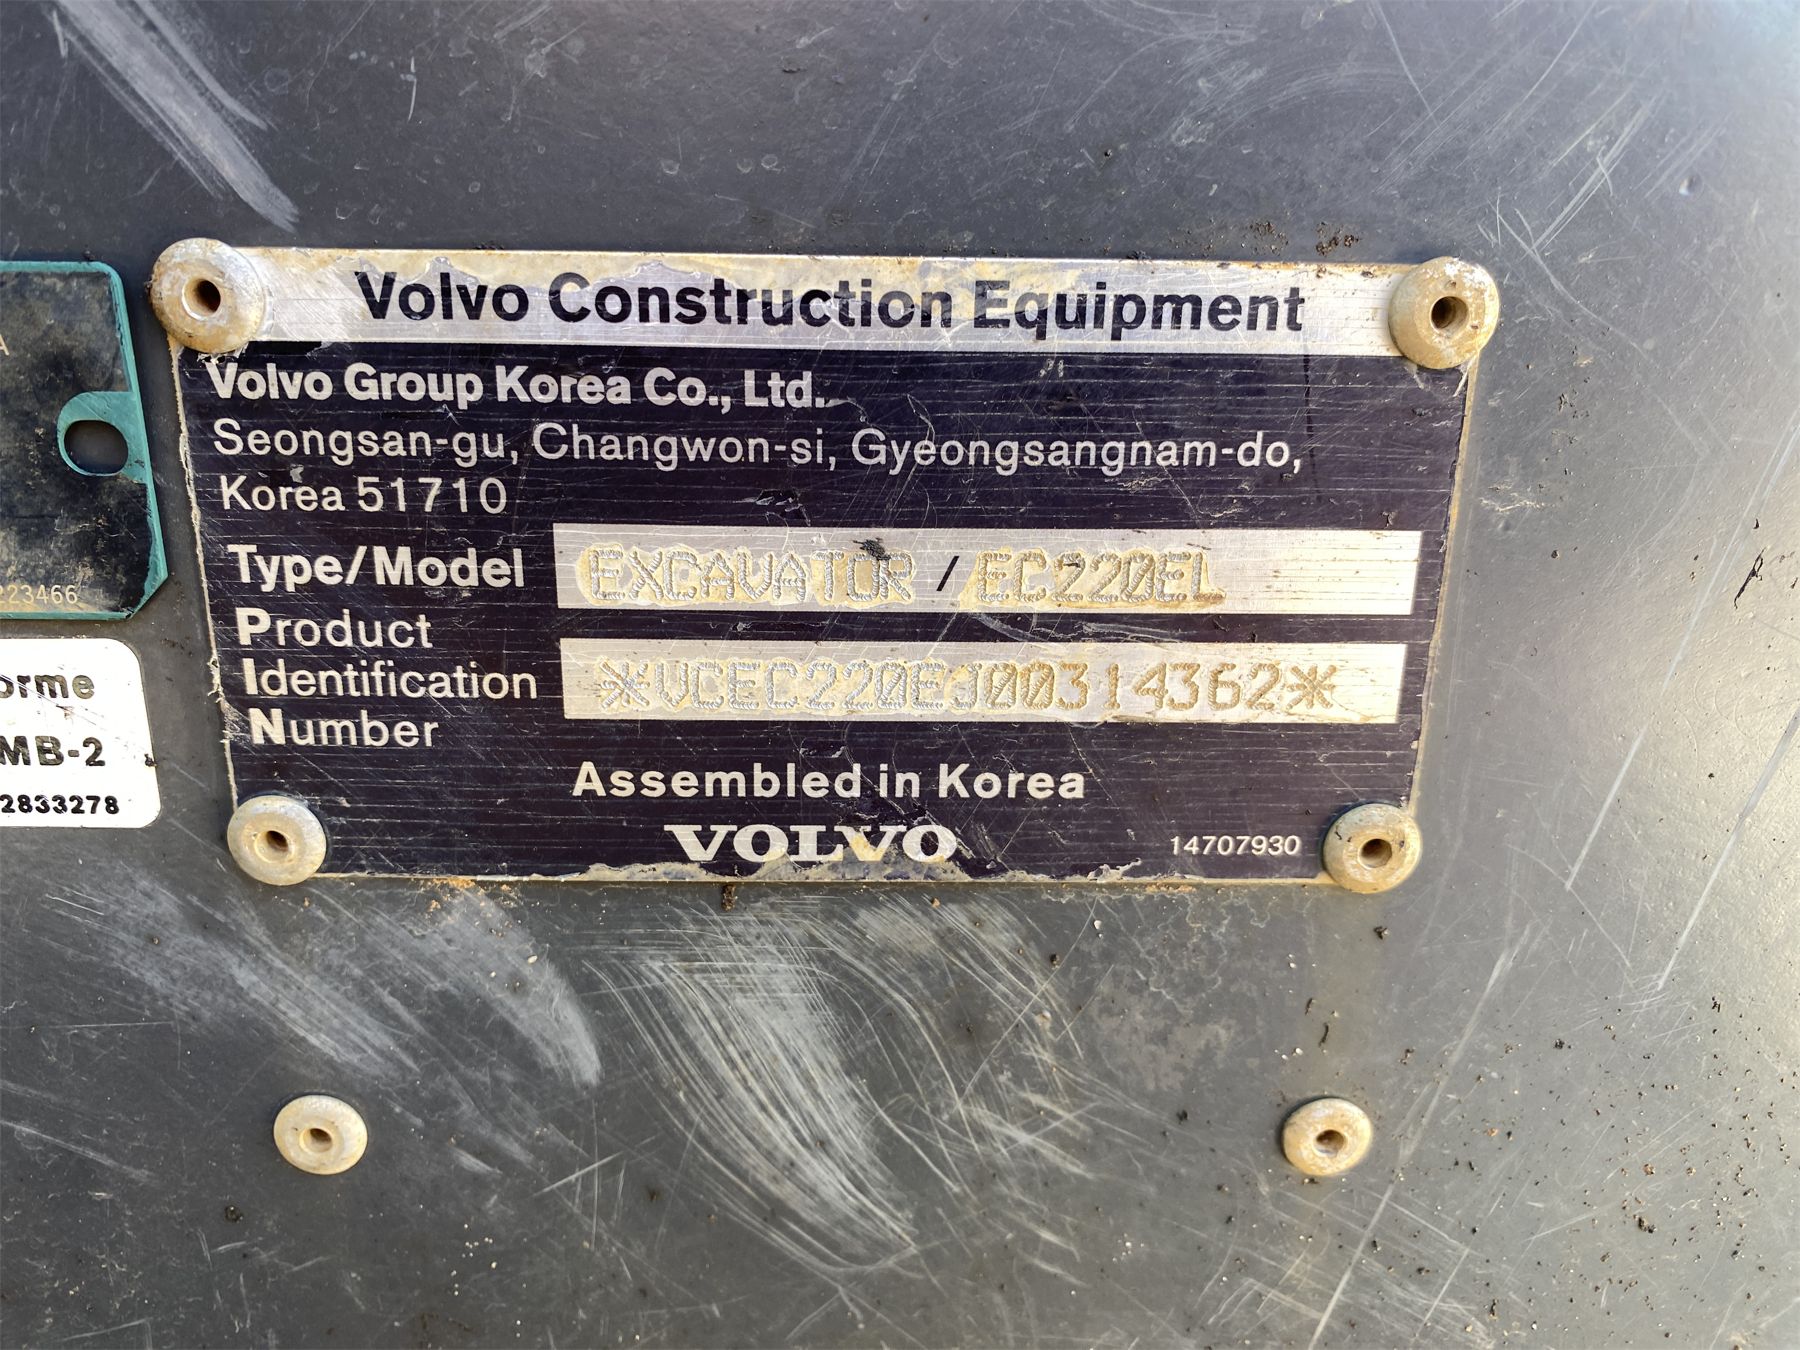 Volvo Construction Equipment
Volvo Group Korea Co., Ltd.
Seongsan-gu, Changwon-si, Gyeongsangnam-do,
Korea 51710
Type/Model EXCAVATOR / EC220EL
Product
Identification
Number
*VCEC220EJ00314362*
Assembled in Korea
VOLVO
14707930
A
223466
orme
MB-2
2833278